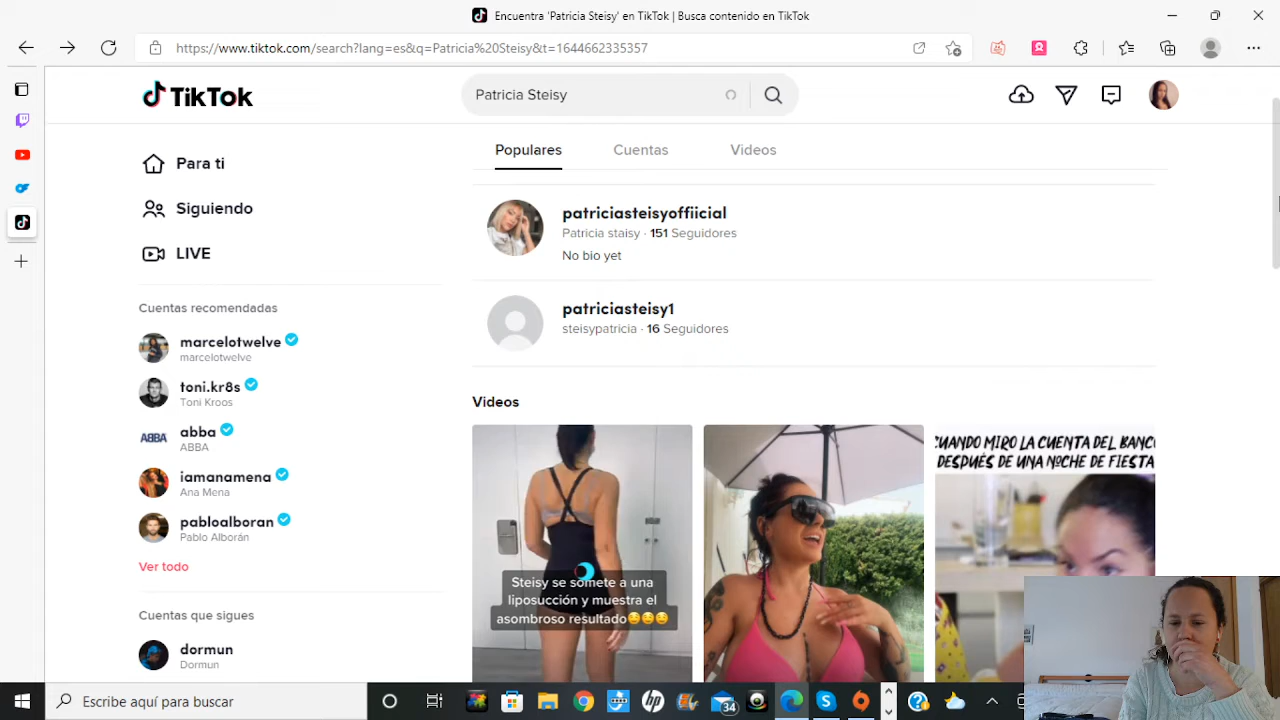 Encuentra 'Patricia Steisy' en TikTok | Busca contenido en TikTok
https://www.tiktok.com/search?lang=es&q=Patricia%20Steisy&t=1644662335357
TikTok
Patricia Steisy
Para ti
Siguiendo
LIVE
Cuentas recomendadas
marcelotwelve
marcelotwelve
toni.kr8s
Toni Kroos
abba
ABBA
ABBA
iamanamena
Ana Mena
pabloalboran
Pablo Alborán
Ver todo
Cuentas que sigues
dormun
Dormun
Populares Cuentas Videos
patriciasteisyoffiicial
Patricia staisy · 151 Seguidores
No bio yet
patriciasteisy1
steisypatricia · 16 Seguidores
Videos
Steisy se somete a una
liposucción y muestra el
asombroso resultado
CUANDO MIRO LA CUENTA DEL BANCO
DESPUÉS DE UNA NOCHE DE FIESTA
Escribe aquí para buscar
hp
34